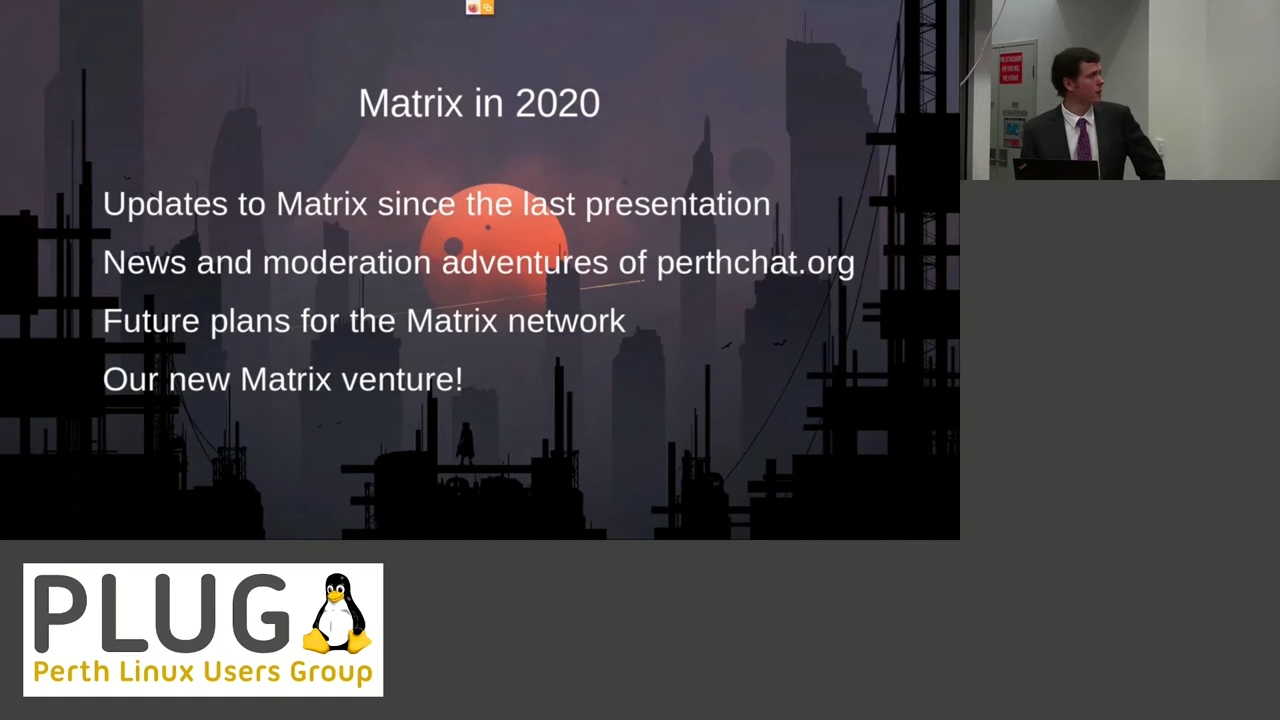 Matrix in 2020
Updates to Matrix since the last presentation
News and moderation adventures of perthchat.org
Future plans for the Matrix network
Our new Matrix venture!
PLUG
Perth Linux Users Group